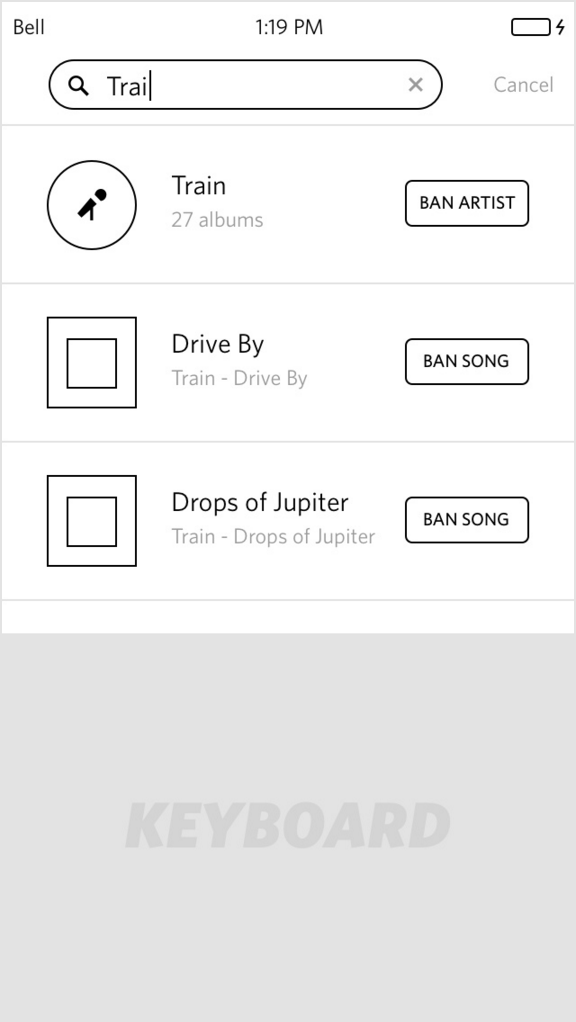 Bell 1:19 PM
Trai Cancel
Train
27 albums
BAN ARTIST
Drive By
Train - Drive By
BAN SONG
Drops of Jupiter
Train - Drops of Jupiter
BAN SONG
KEYBOARD